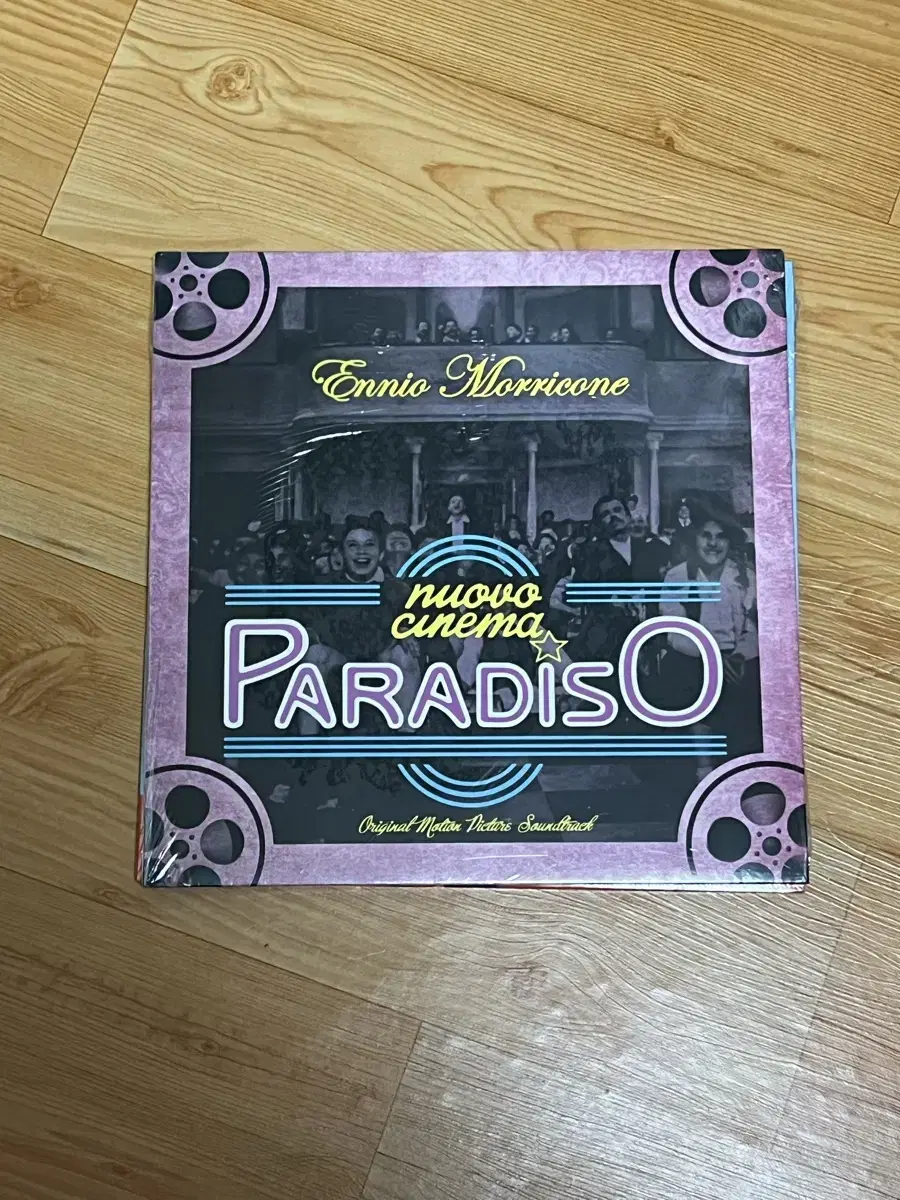 Ennio Morricone
nuovo
cinema
PARADiSO
Original Motion Picture Soundtrack